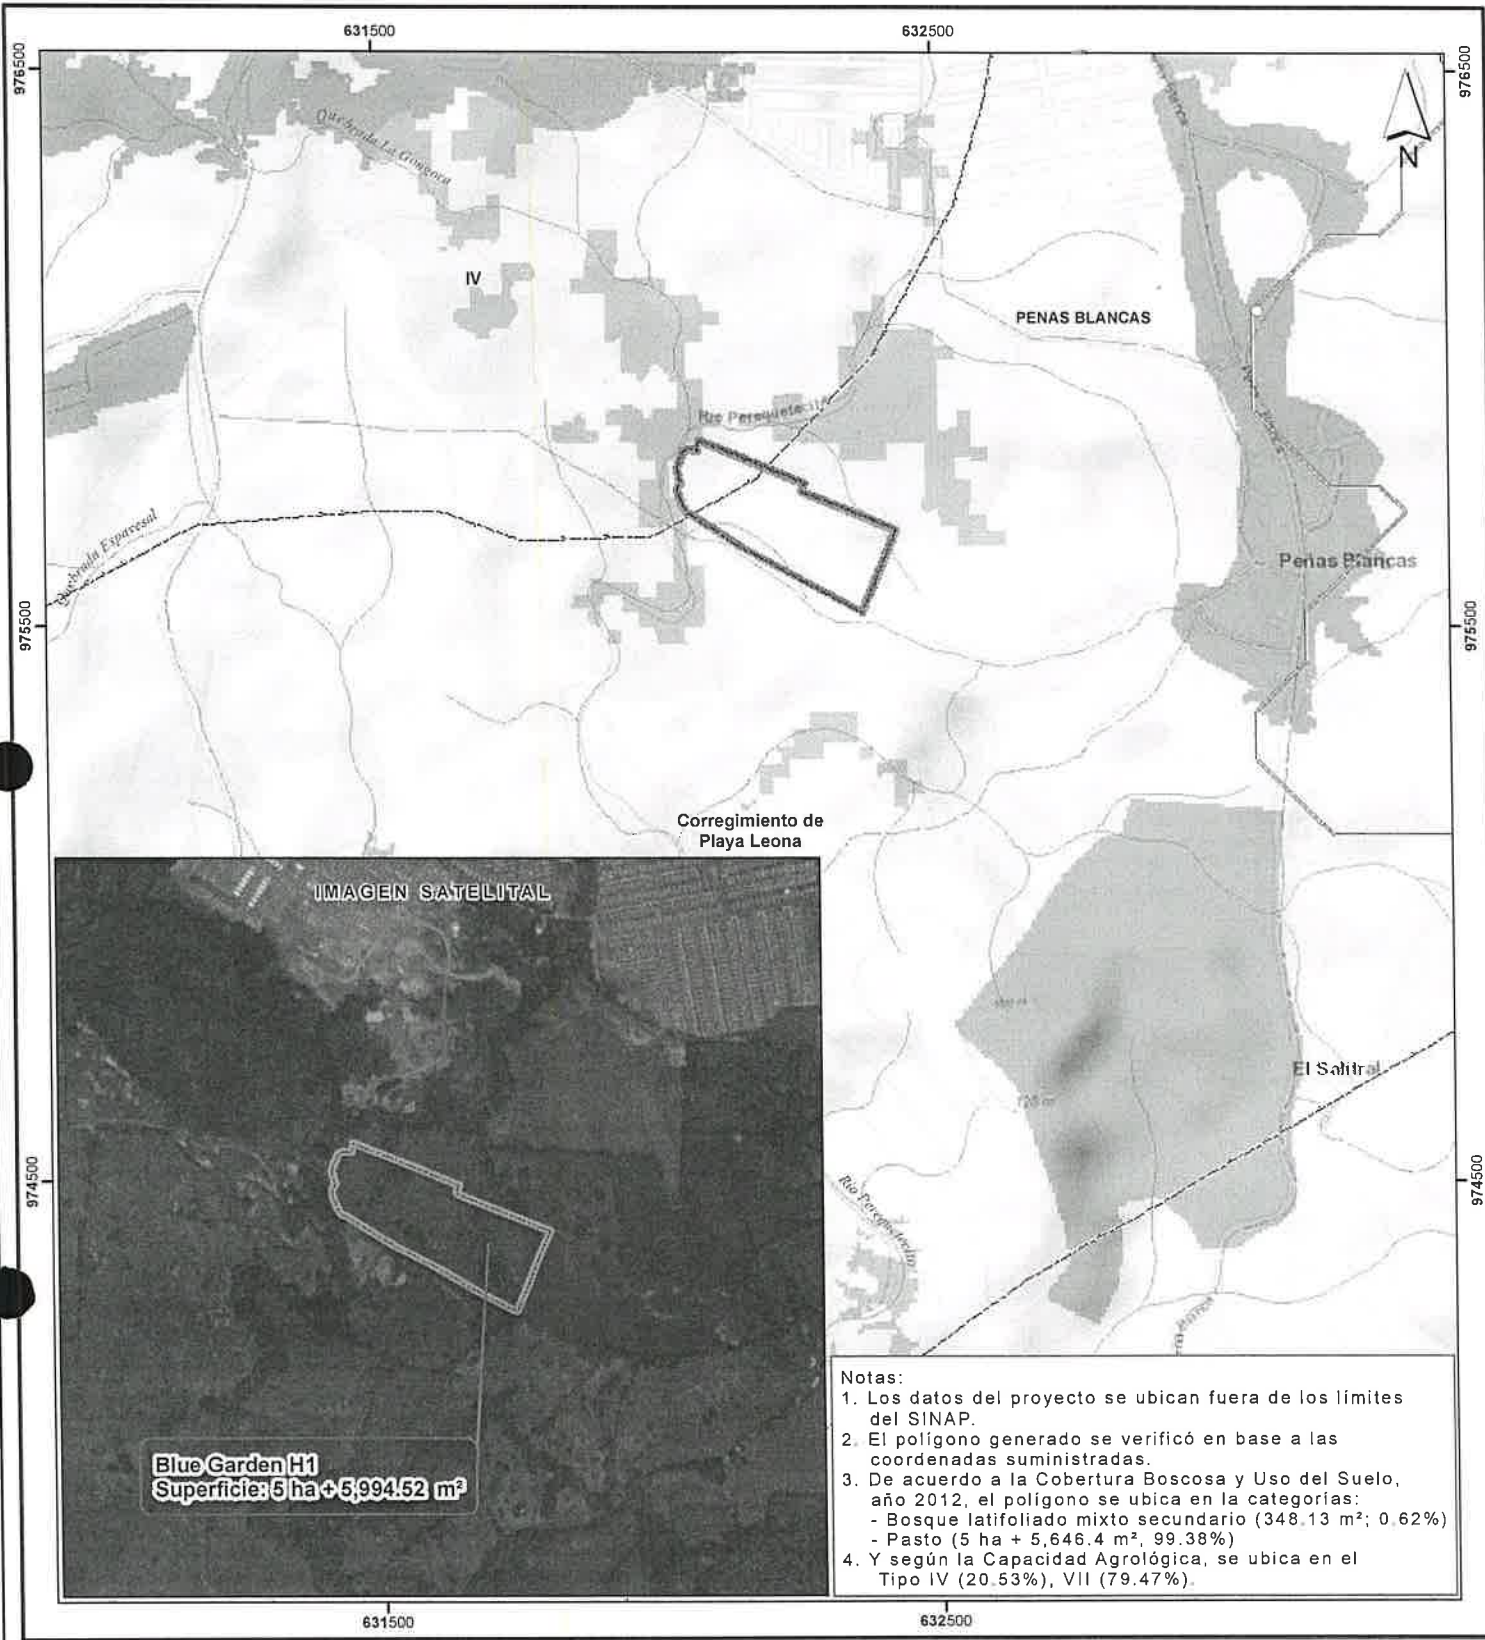 631500
632500
976500
976500
N
Quebrada La Gongora
IV
PENAS BLANCAS
Rio Perequete
Quebrada Espavesal
Peñas Blancas
975500
975500
Corregimiento de
Playa Leona
IMAGEN SATELITAL
100 m
120 m
El Salitral
974500
974500
Río Perequetecito
Blue Garden H1
Superficie: 5 ha + 5,994.52 m²
Notas:
1. Los datos del proyecto se ubican fuera de los límites
del SINAP.
2. El polígono generado se verificó en base a las
coordenadas suministradas.
3. De acuerdo a la Cobertura Boscosa y Uso del Suelo,
año 2012, el polígono se ubica en la categorías:
- Bosque latifoliado mixto secundario (348.13 m²; 0.62%)
- Pasto (5 ha + 5,646.4 m², 99.38%)
4. Y según la Capacidad Agrológica, se ubica en el
Tipo IV (20.53%), VII (79.47%).
631500
632500